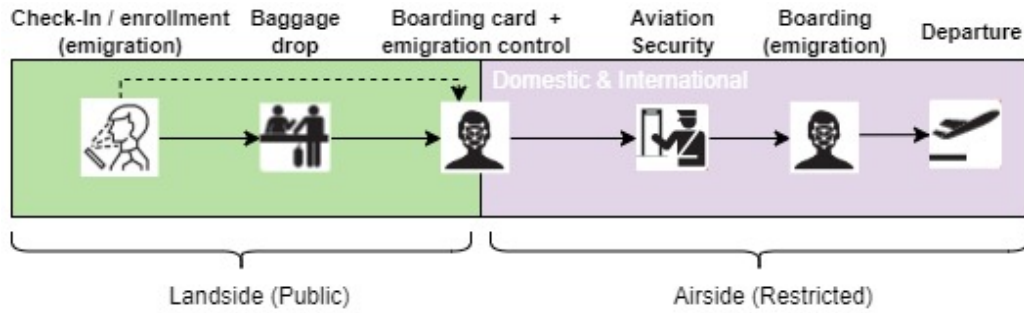 Check-In / enrollment
(emigration)
Baggage
drop
Boarding card +
emigration control
Aviation
Security
Boarding
(emigration)
Departure
Domestic & International
Landside (Public)
Airside (Restricted)